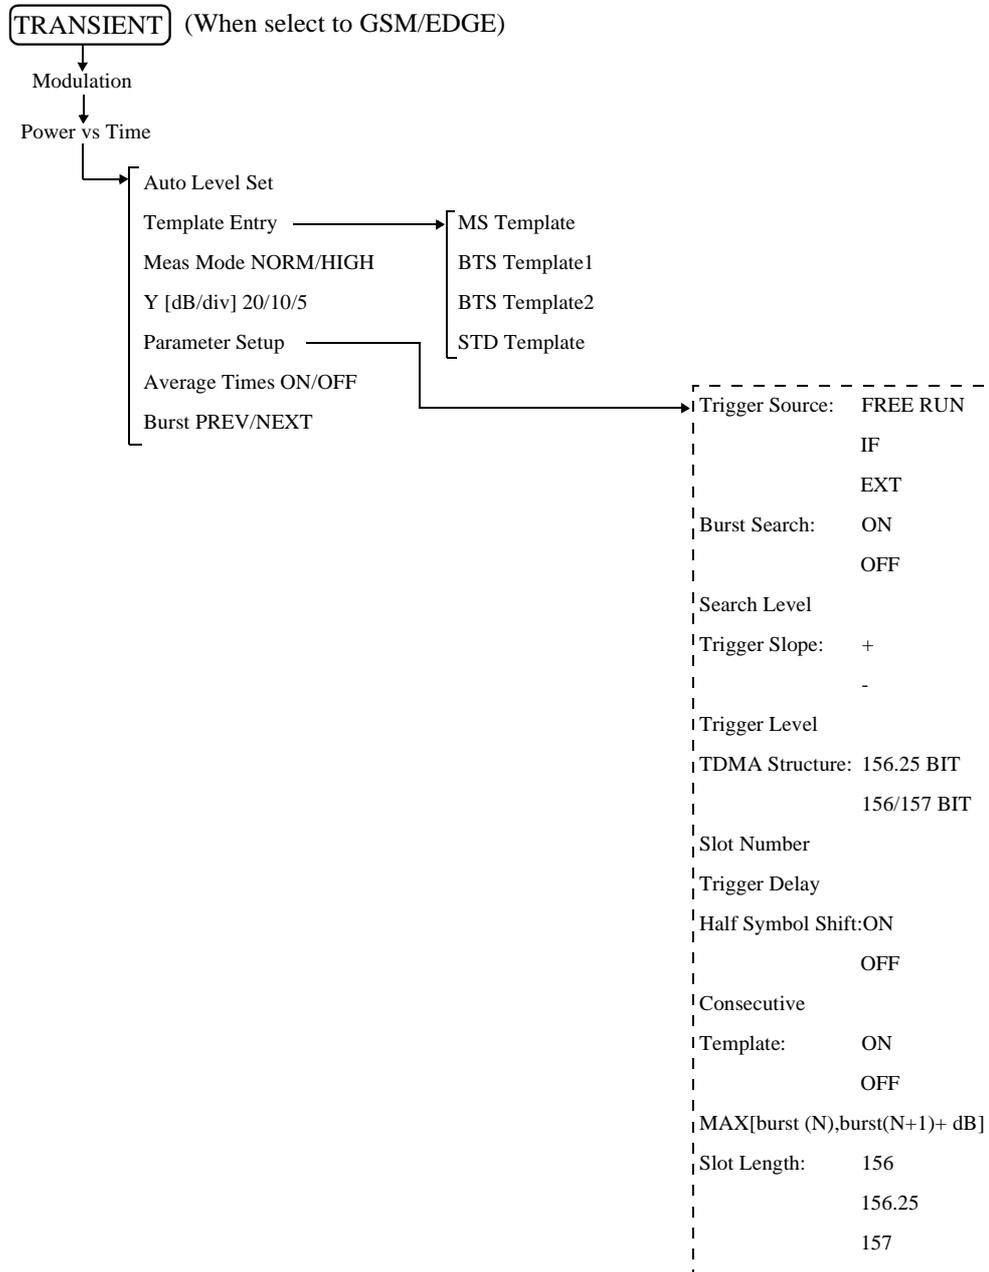 TRANSIENT (When select to GSM/EDGE)
Modulation
Power vs Time
Auto Level Set
Template Entry
Meas Mode NORM/HIGH
Y [dB/div] 20/10/5
Parameter Setup
Average Times ON/OFF
Burst PREV/NEXT
MS Template
BTS Template1
BTS Template2
STD Template
Trigger Source: FREE RUN
IF
EXT
Burst Search: ON
OFF
Search Level
Trigger Slope: +
-
Trigger Level
TDMA Structure: 156.25 BIT
156/157 BIT
Slot Number
Trigger Delay
Half Symbol Shift:ON
OFF
Consecutive
Template: ON
OFF
MAX[burst (N),burst(N+1)+ dB]
Slot Length: 156
156.25
157